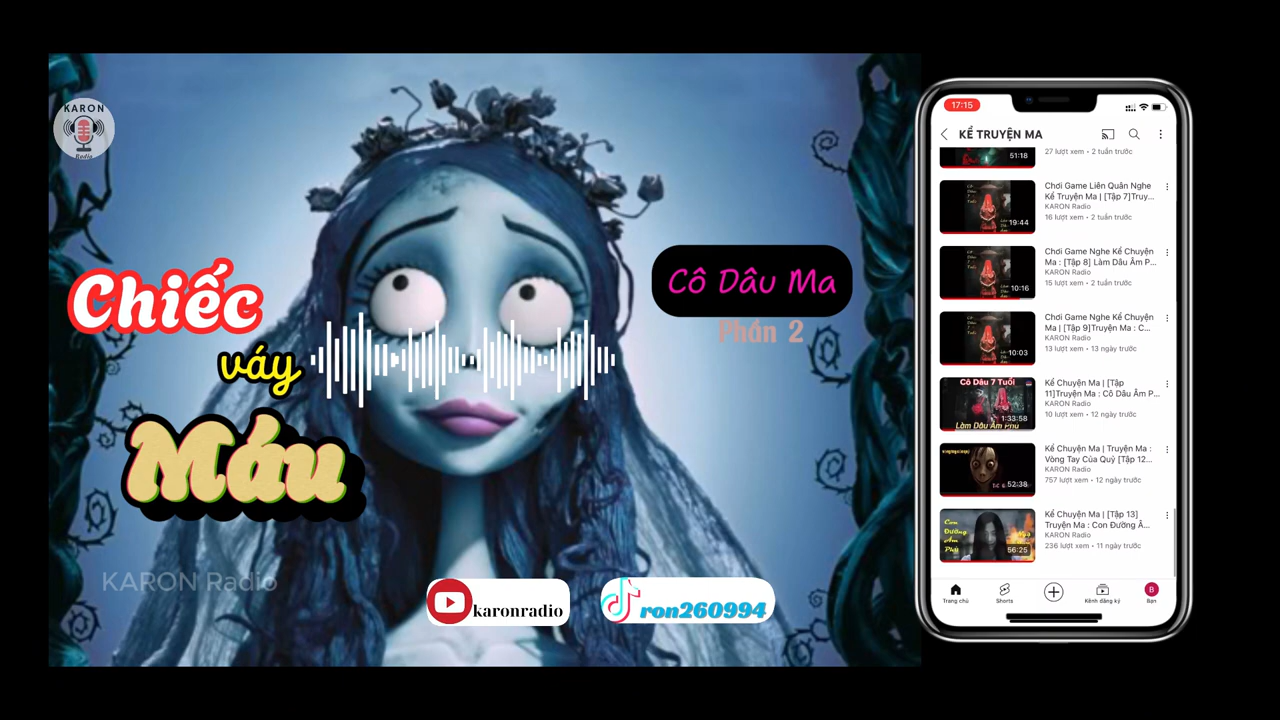 KARON
Radio
Chiếc
váy
Máu
Cô Dâu Ma
Phần 2
KARON Radio
karonradio
ron260994
17:15
KỂ TRUYỆN MA
51:18
27 lượt xem • 2 tuần trước
Chơi Game Liên Quân Nghe
Kể Truyện Ma | [Tập 7]Truy...
KARON Radio
16 lượt xem • 2 tuần trước
19:44
Chơi Game Nghe Kể Chuyện
Ma : [Tập 8] Làm Dâu Âm P...
KARON Radio
15 lượt xem • 2 tuần trước
10:16
Chơi Game Nghe Kể Chuyện
Ma | [Tập 9]Truyện Ma : C...
KARON Radio
13 lượt xem • 13 ngày trước
10:03
Kể Chuyện Ma | [Tập
11]Truyện Ma : Cô Dâu Âm P...
KARON Radio
10 lượt xem • 12 ngày trước
Cô Dâu 7 Tuổi
1:33:58
Làm Dâu Âm Phủ
Kể Chuyện Ma | Truyện Ma :
Vòng Tay Của Quỷ [Tập 12...
KARON Radio
757 lượt xem • 12 ngày trước
52:38
Kể Chuyện Ma | [Tập 13]
Truyện Ma : Con Đường Â...
KARON Radio
236 lượt xem • 11 ngày trước
Con
Đường
Âm
Phủ
56:25
Trang chủ
Shorts
Kênh đăng ký
B
Bạn